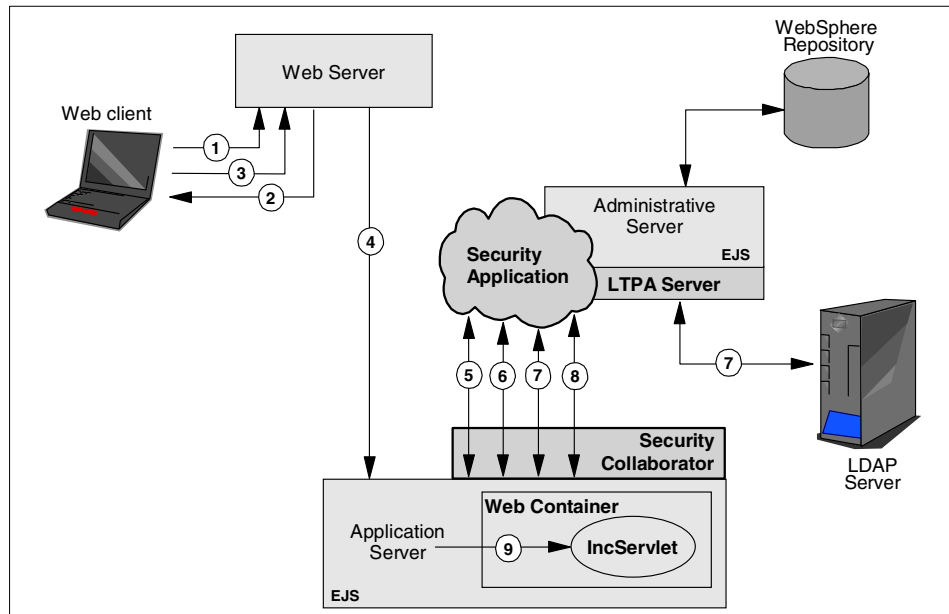 WebSphere
Repository
Web Server
Web client
1
3
2
Administrative
Server
EJS
4
Security
Application
LTPA Server
5
6
7
8
7
Security
Collaborator
LDAP
Server
Web Container
Application
Server
9
IncServlet
EJS